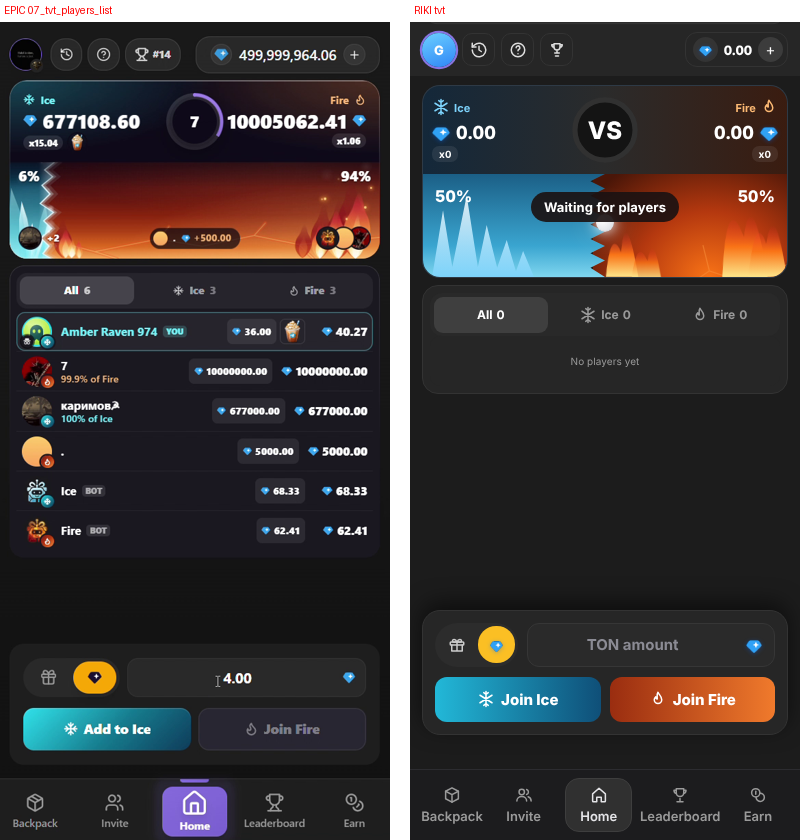 EPIC 07_tvt_players_list
#14
499,999,964.06 +
Ice
Fire
677108.60
7
10005062.41
x15.04
x1.06
6%
94%
+2
. +500.00
All 6
Ice 3
Fire 3
Amber Raven 974 YOU
36.00
40.27
7
99.9% of Fire
10000000.00
10000000.00
каримов
100% of Ice
677000.00
677000.00
.
5000.00
5000.00
Ice BOT
68.33
68.33
Fire BOT
62.41
62.41
4.00
Add to Ice
Join Fire
Backpack
Invite
Home
Leaderboard
Earn
RIKI tvt
G
0.00 +
Ice
Fire
0.00
VS
0.00
x0
x0
50%
50%
Waiting for players
All 0
Ice 0
Fire 0
No players yet
TON amount
Join Ice
Join Fire
Backpack
Invite
Home
Leaderboard
Earn